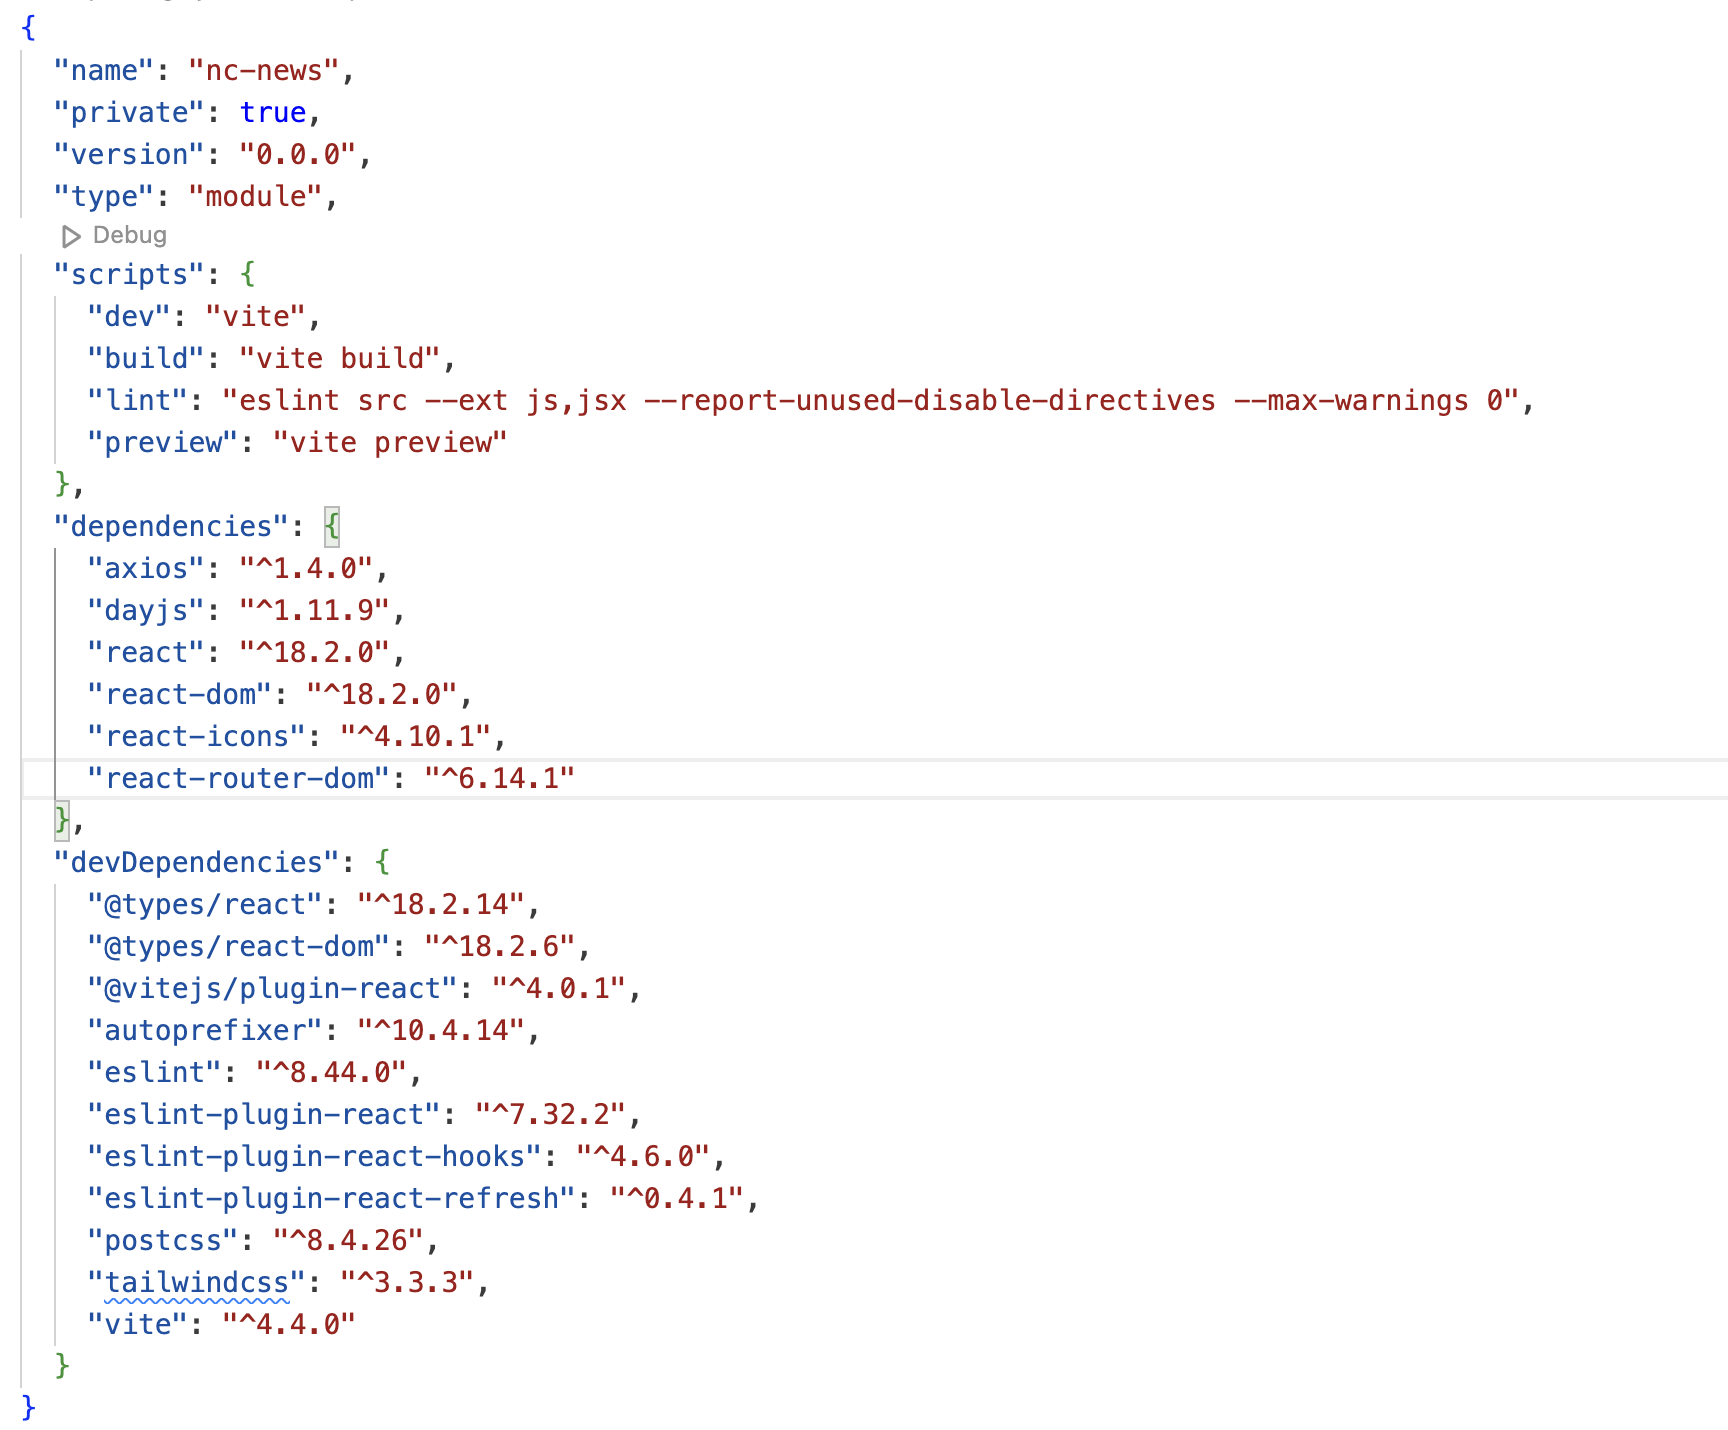 {
  "name": "nc-news",
  "private": true,
  "version": "0.0.0",
  "type": "module",
  Debug
  "scripts": {
    "dev": "vite",
    "build": "vite build",
    "lint": "eslint src --ext js,jsx --report-unused-disable-directives --max-warnings 0",
    "preview": "vite preview"
  },
  "dependencies": {
    "axios": "^1.4.0",
    "dayjs": "^1.11.9",
    "react": "^18.2.0",
    "react-dom": "^18.2.0",
    "react-icons": "^4.10.1",
    "react-router-dom": "^6.14.1"
  },
  "devDependencies": {
    "@types/react": "^18.2.14",
    "@types/react-dom": "^18.2.6",
    "@vitejs/plugin-react": "^4.0.1",
    "autoprefixer": "^10.4.14",
    "eslint": "^8.44.0",
    "eslint-plugin-react": "^7.32.2",
    "eslint-plugin-react-hooks": "^4.6.0",
    "eslint-plugin-react-refresh": "^0.4.1",
    "postcss": "^8.4.26",
    "tailwindcss": "^3.3.3",
    "vite": "^4.4.0"
  }
}